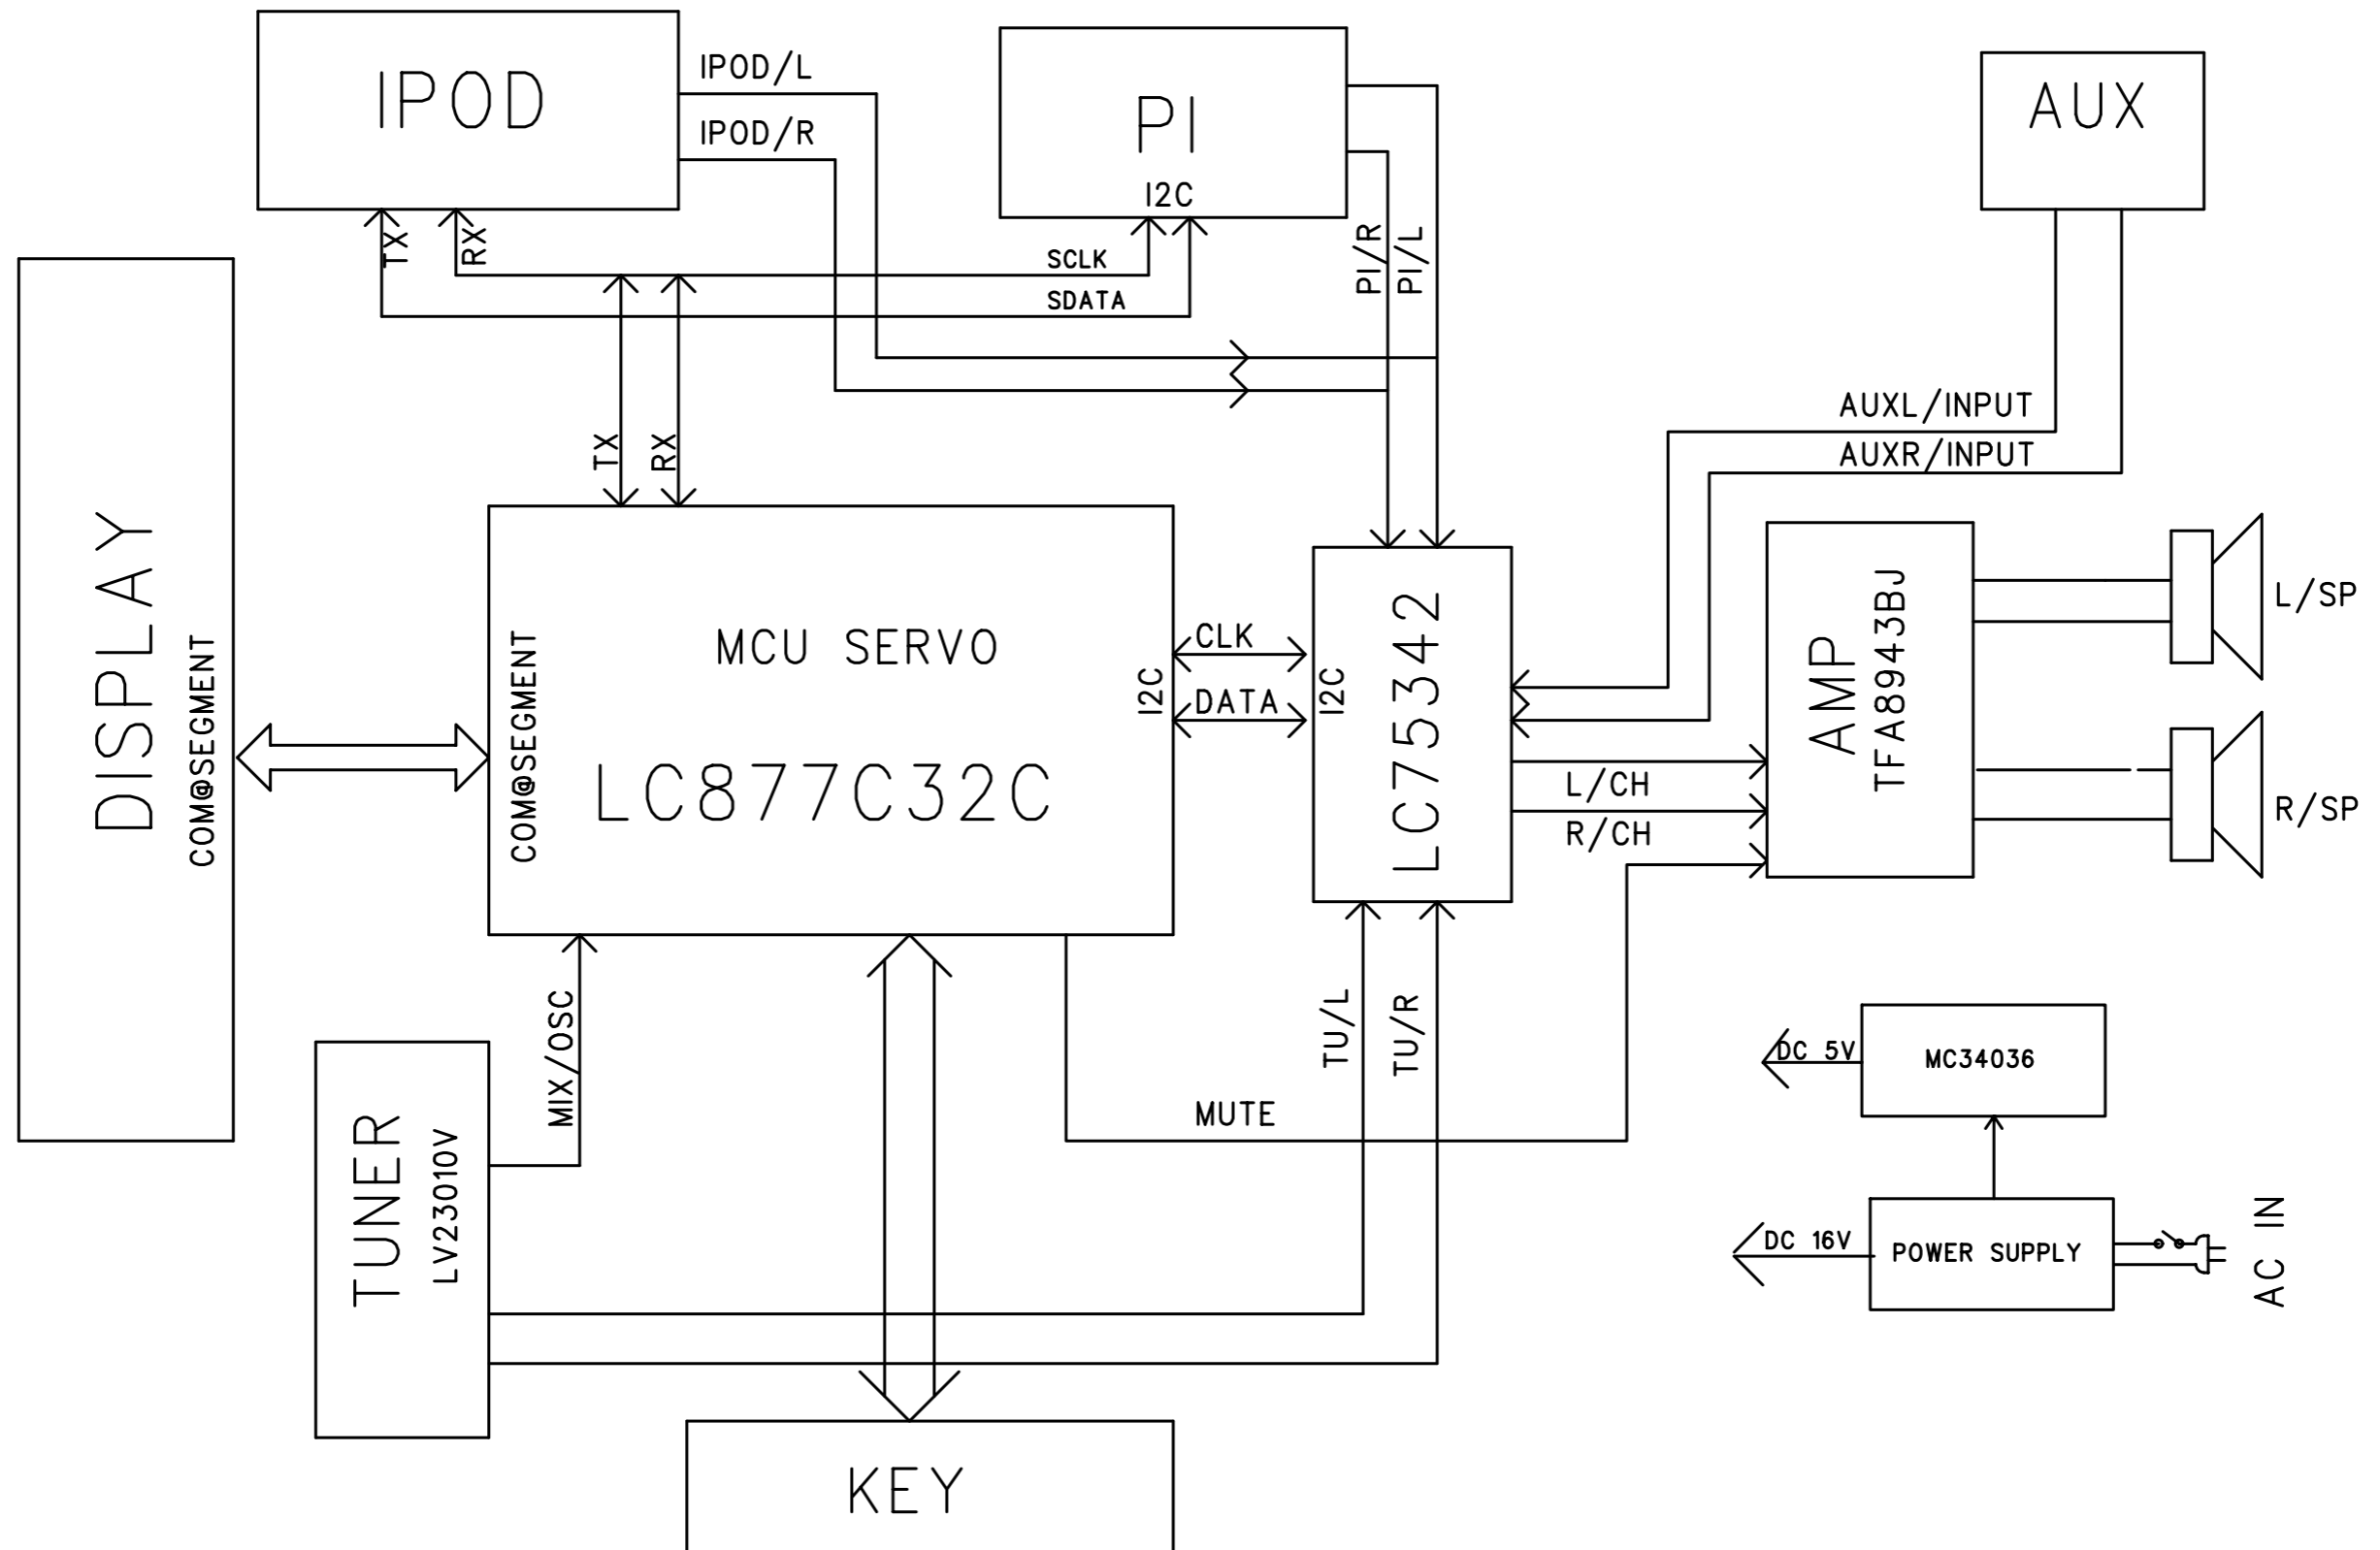 IPOD
IPOD/L
IPOD/R
PI
I2C
AUX
TX
RX
SCLK
SDATA
PI/R
PI/L
AUXL/INPUT
AUXR/INPUT
TX
RX
DISPLAY
COM@SEGMENT
COM@SEGMENT
MCU SERVO
LC877C32C
I2C
CLK
DATA
I2C
LC75342
L/CH
R/CH
AMP
TFA8943BJ
L/SP
R/SP
MIX/OSC
TU/L
TU/R
MUTE
TUNER
LV23010V
DC 5V
MC34036
DC 16V
POWER SUPPLY
AC IN
KEY